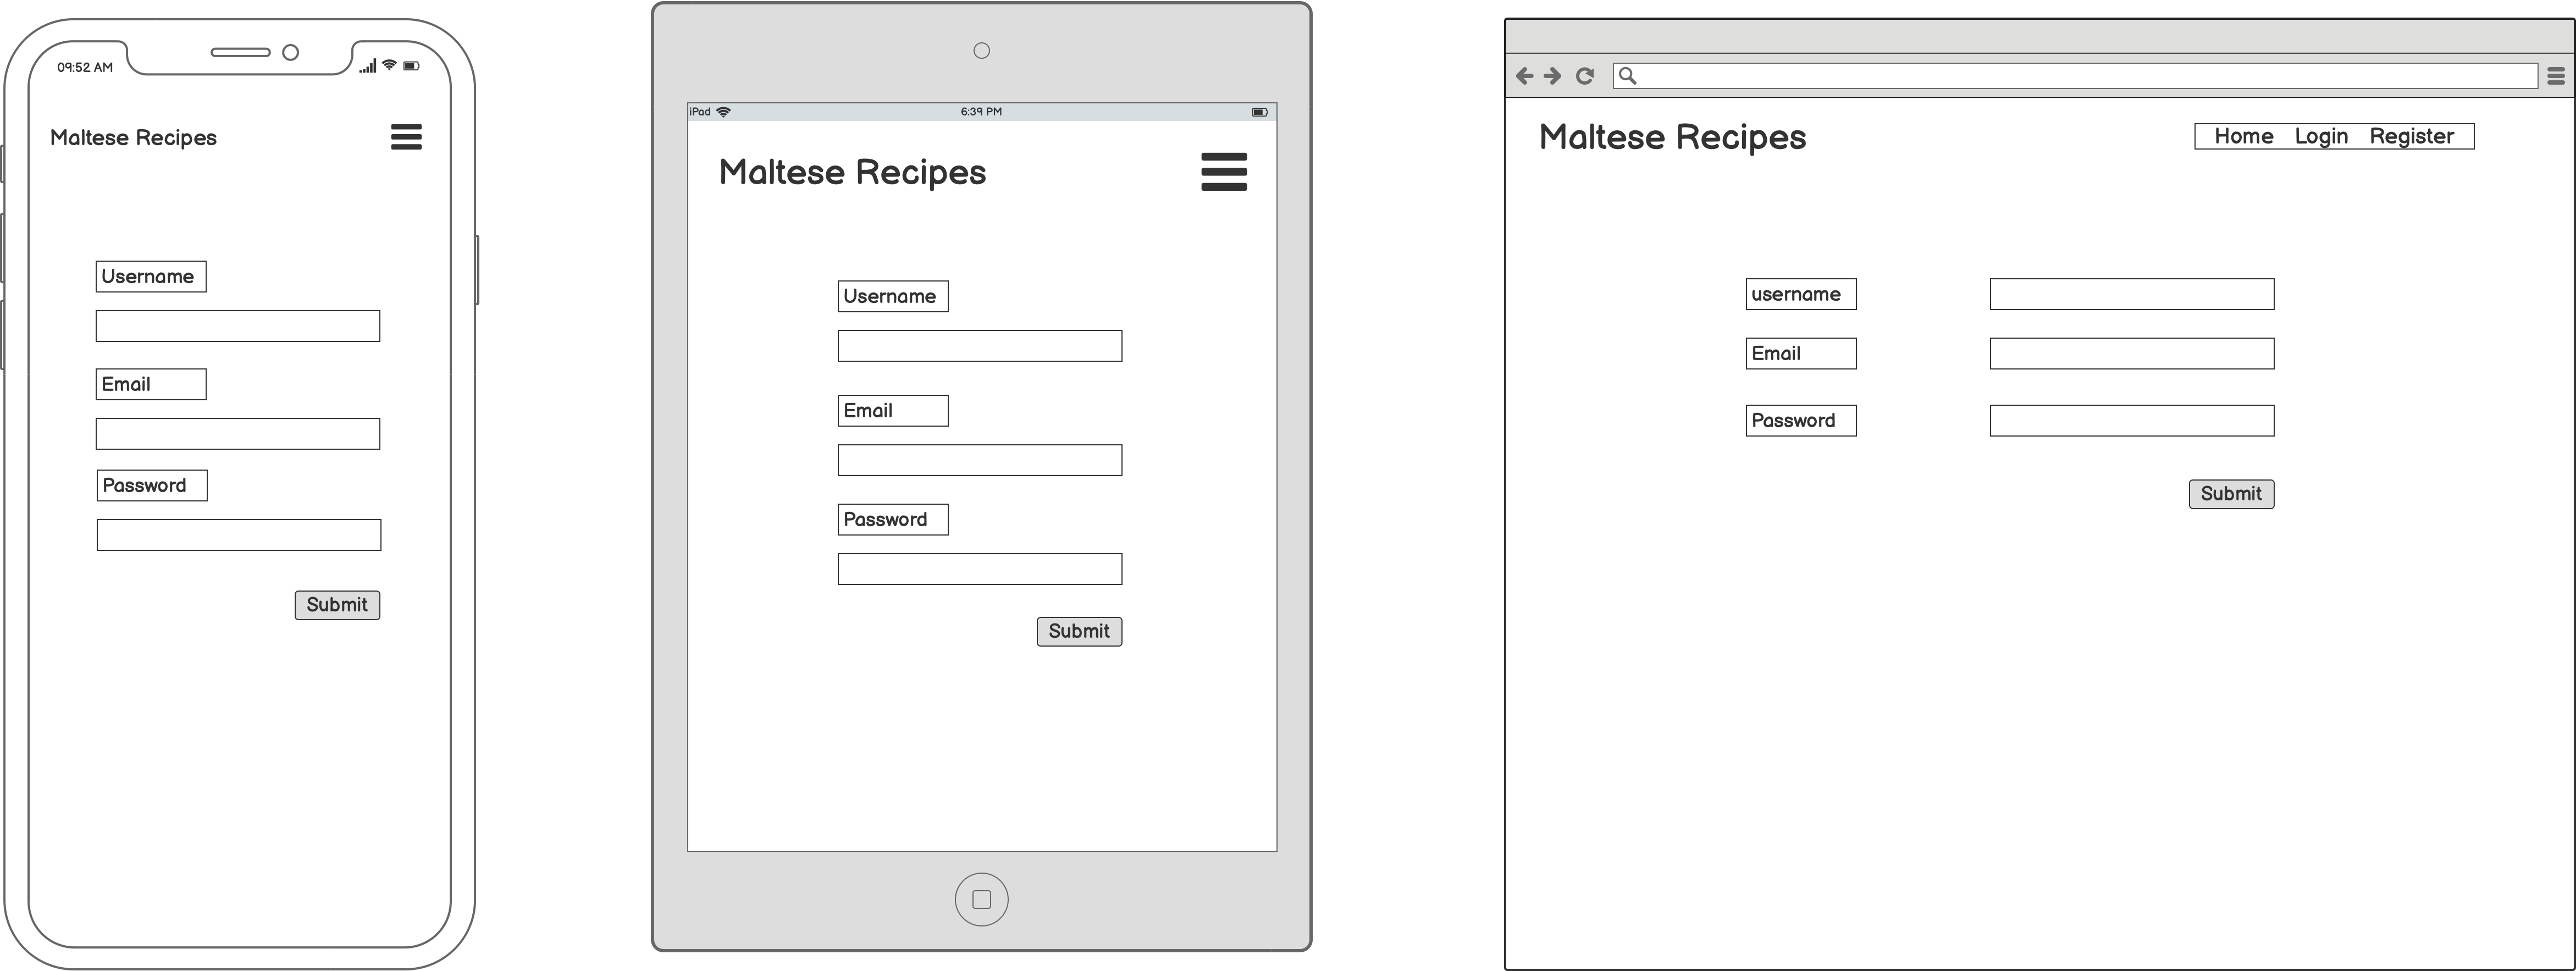 09:52 AM
Maltese Recipes
Username
Email
Password
Submit
iPad
6:39 PM
Maltese Recipes
Username
Email
Password
Submit
Maltese Recipes
Home Login Register
username
Email
Password
Submit